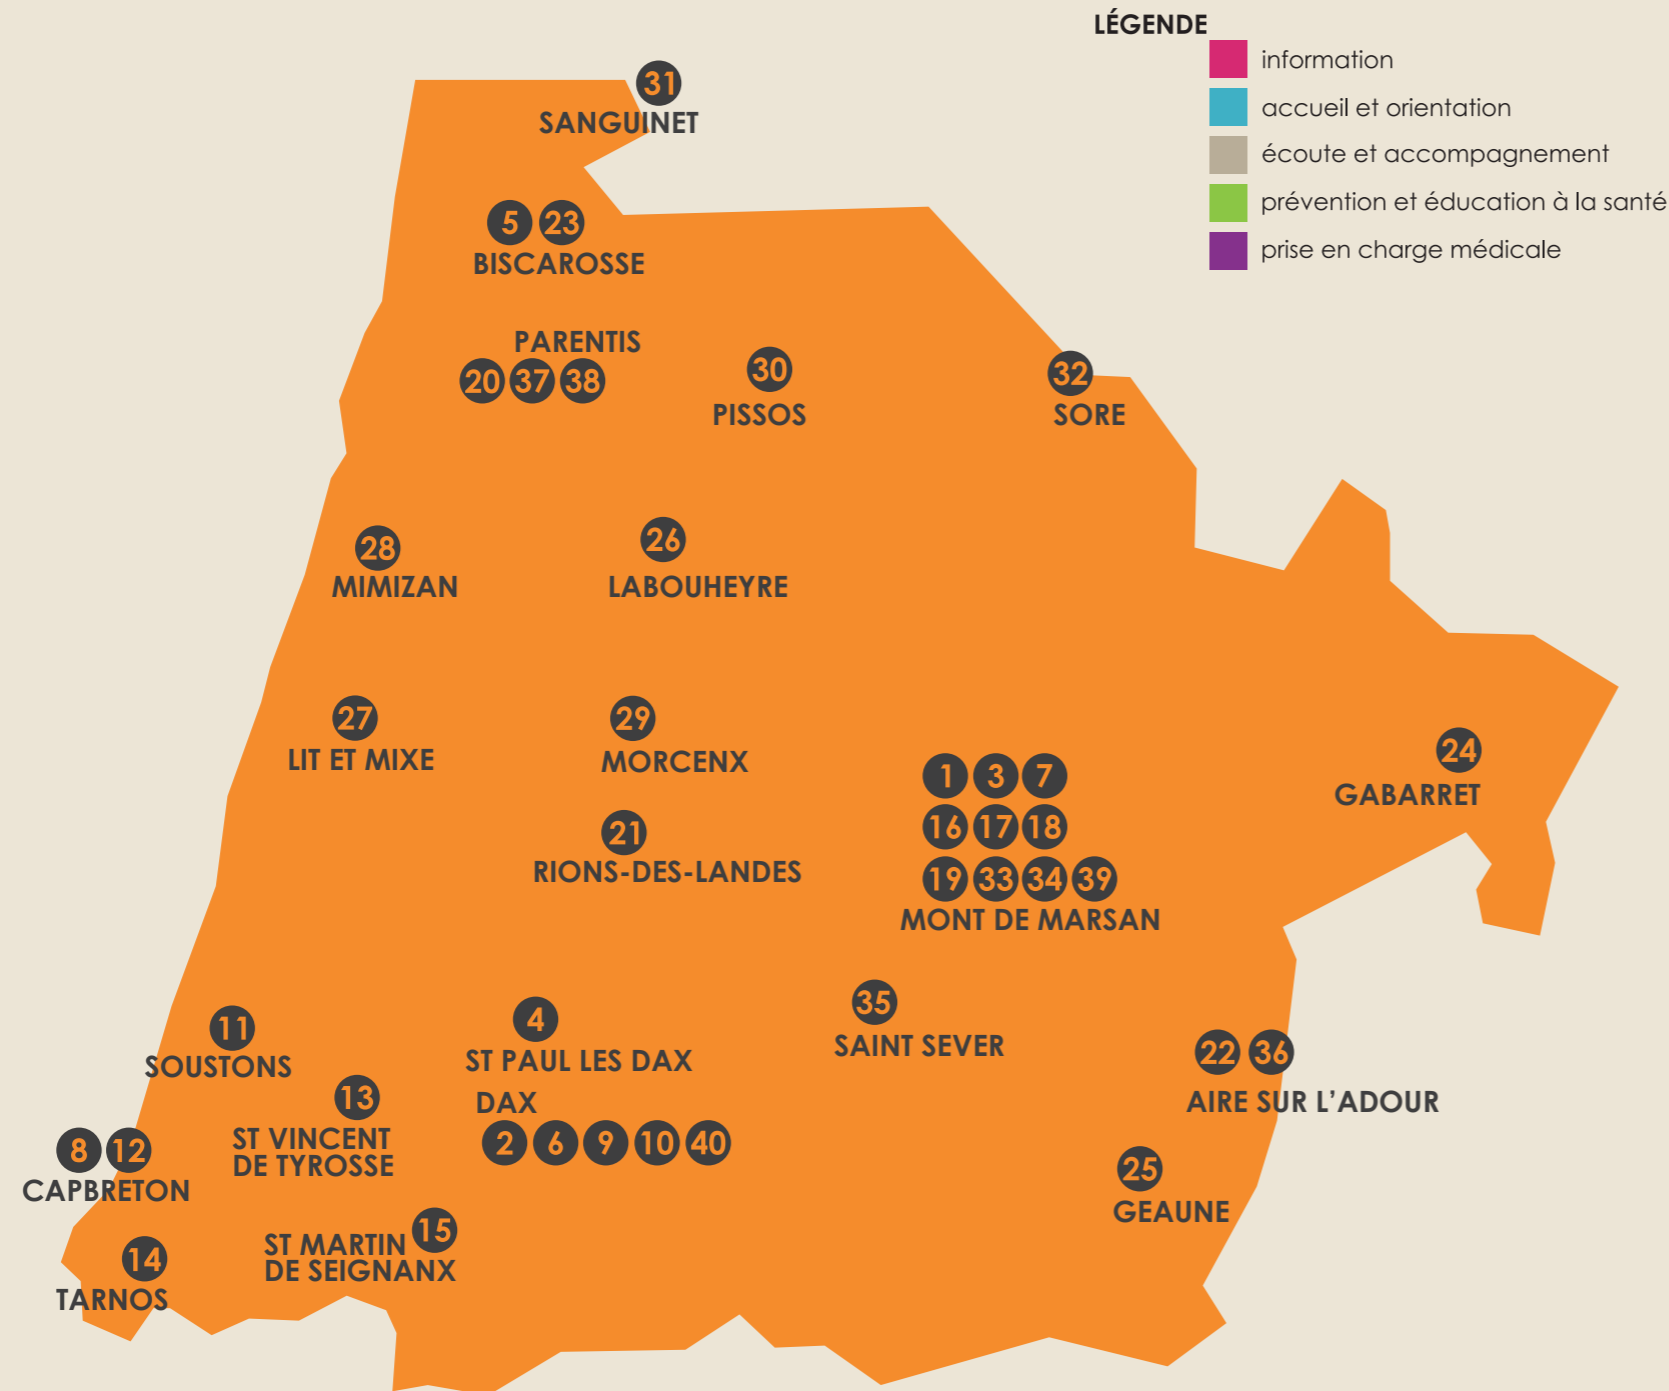 LÉGENDE
information
accueil et orientation
écoute et accompagnement
prévention et éducation à la santé
prise en charge médicale
31
SANGUINET
5 23
BISCAROSSE
PARENTIS
20 37 38
30
PISSOS
32
SORE
28
MIMIZAN
26
LABOUHEYRE
27
LIT ET MIXE
29
MORCENX
24
GABARRET
1 3 7
16 17 18
19 33 34 39
MONT DE MARSAN
21
RIONS-DES-LANDES
11
SOUSTONS
4
ST PAUL LES DAX
35
SAINT SEVER
22 36
AIRE SUR L'ADOUR
13
ST VINCENT
DE TYROSSE
DAX
2 6 9 10 40
8 12
CAPBRETON
25
GEAUNE
14
TARNOS
15
ST MARTIN
DE SEIGNANX